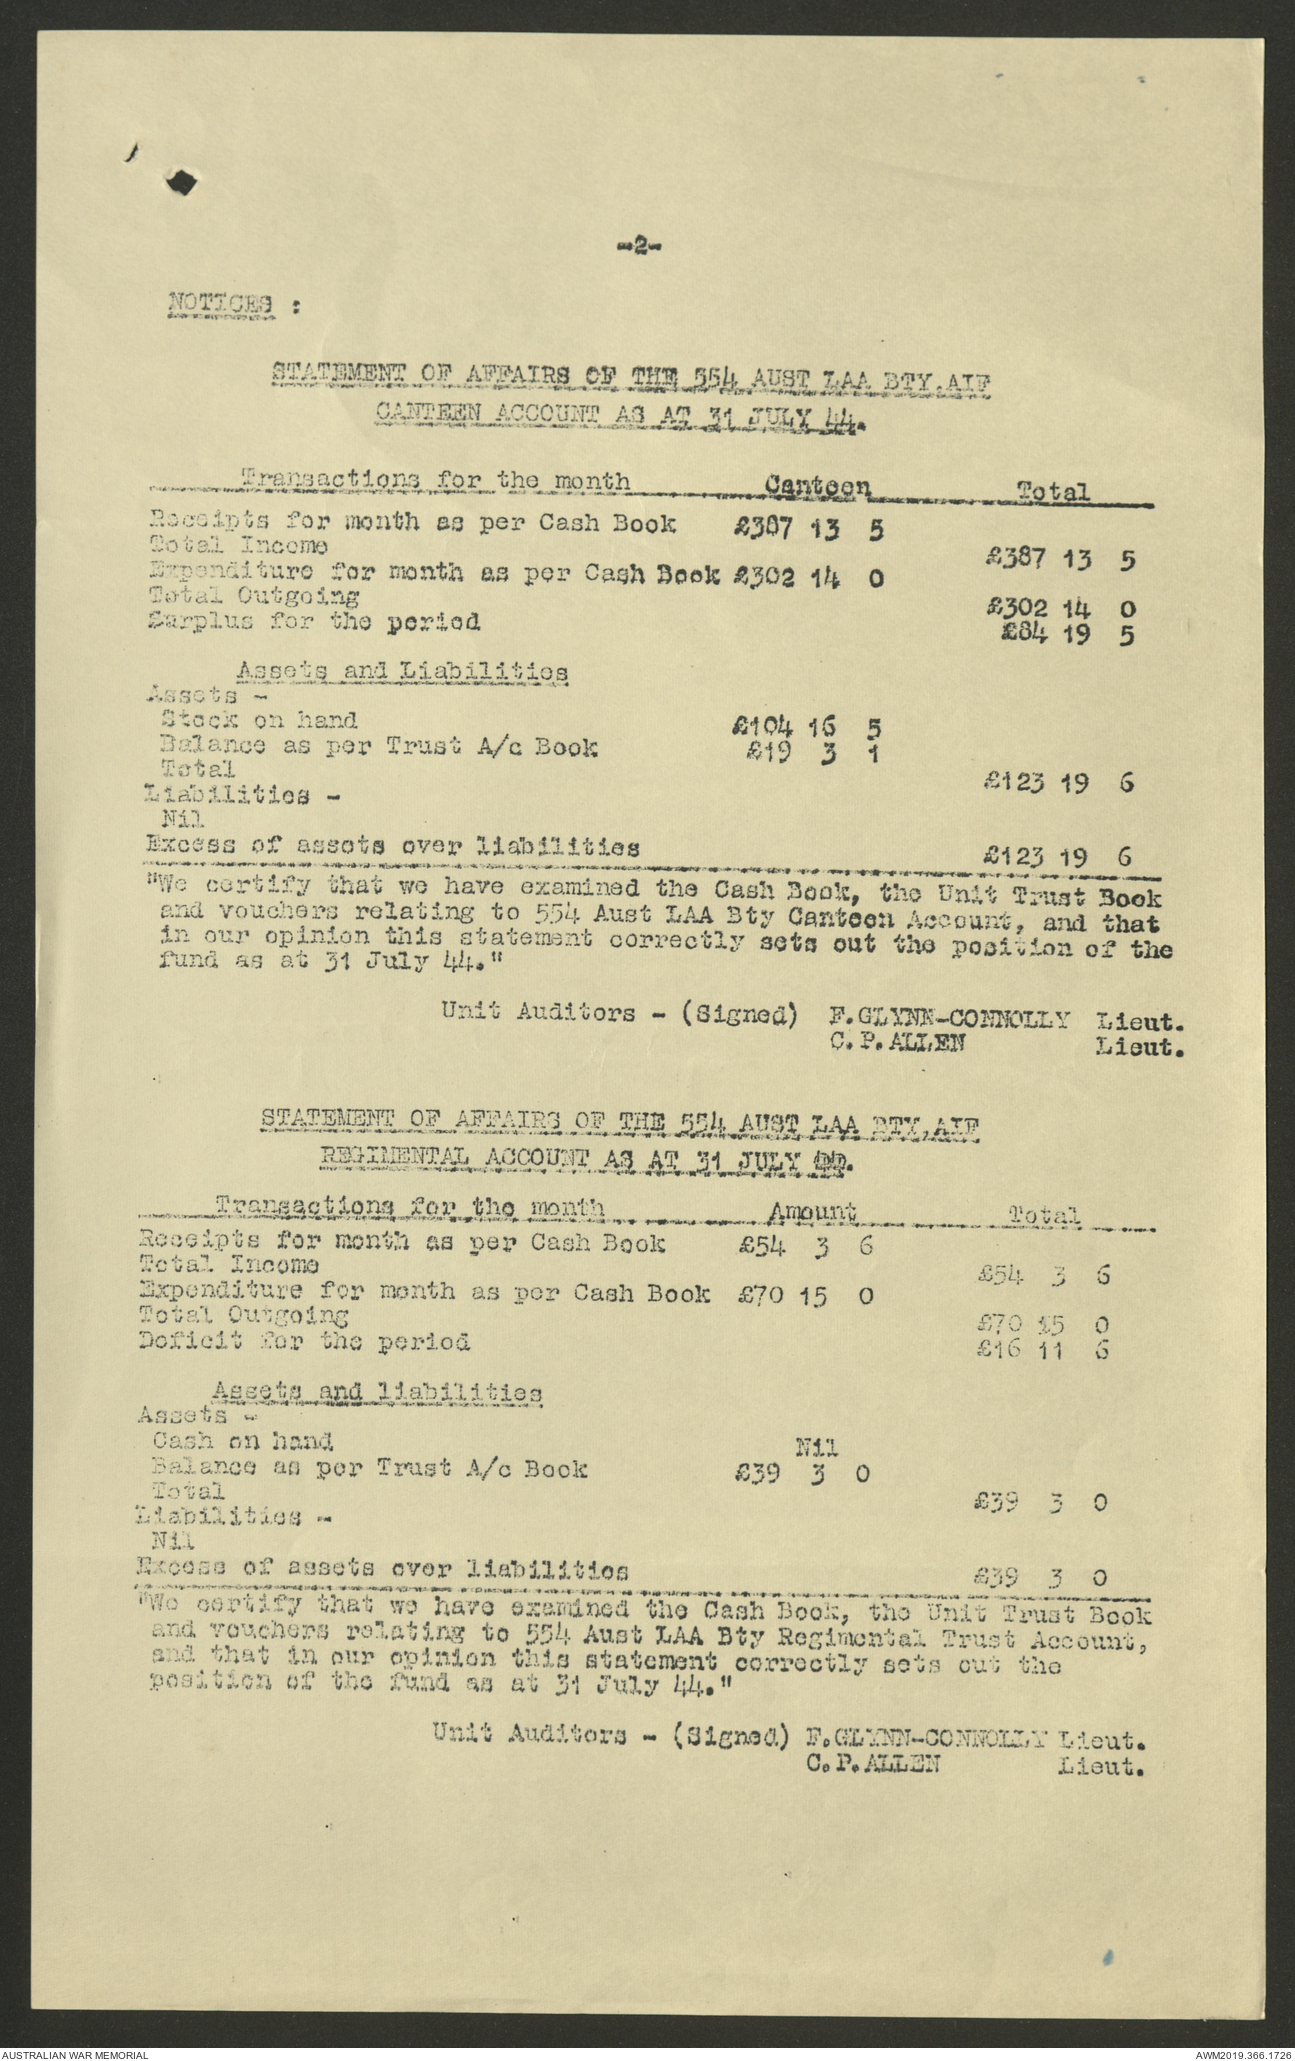 -2-
NOTICES :
STATEMENT OF AFFAIRS OF THE 554 AUST LAA BTY.AIF
CANTEEN ACCOUNT AS AT 31 JULY 44.
Transactions for the month Canteen Total
Receipts for month as per Cash Book £387 13 5
Total Income £387 13 5
Expenditure for month as per Cash Book £302 14 0
Total Outgoing £302 14 0
Surplus for the period £84 19 5
Assets and Liabilities
Assets -
Stock on hand £104 16 5
Balance as per Trust A/c Book £19 3 1
Total £123 19 6
Liabilities -
Nil
Excess of assets over liabilities £123 19 6
"We certify that we have examined the Cash Book, the Unit Trust Book
and vouchers relating to 554 Aust LAA Bty Canteen Account, and that
in our opinion this statement correctly sets out the position of the
fund as at 31 July 44."
Unit Auditors - (Signed) F.GLYNN-CONNOLLY Lieut.
C.P.ALLEN Lieut.
STATEMENT OF AFFAIRS OF THE 554 AUST LAA BTY,AIF
REGIMENTAL ACCOUNT AS AT 31 JULY 44.
Transactions for the month Amount Total
Receipts for month as per Cash Book £54 3 6
Total Income £54 3 6
Expenditure for month as per Cash Book £70 15 0
Total Outgoing £70 15 0
Deficit for the period £16 11 6
Assets and liabilities
Assets -
Cash on hand Nil
Balance as per Trust A/c Book £39 3 0
Total £39 3 0
Liabilities -
Nil
Excess of assets over liabilities £39 3 0
"We certify that we have examined the Cash Book, the Unit Trust Book
and vouchers relating to 554 Aust LAA Bty Regimental Trust Account,
and that in our opinion this statement correctly sets out the
position of the fund as at 31 July 44."
Unit Auditors - (Signed) F.GLYNN-CONNOLLY Lieut.
C.P.ALLEN Lieut.
AUSTRALIAN WAR MEMORIAL AWM2019.366.1726